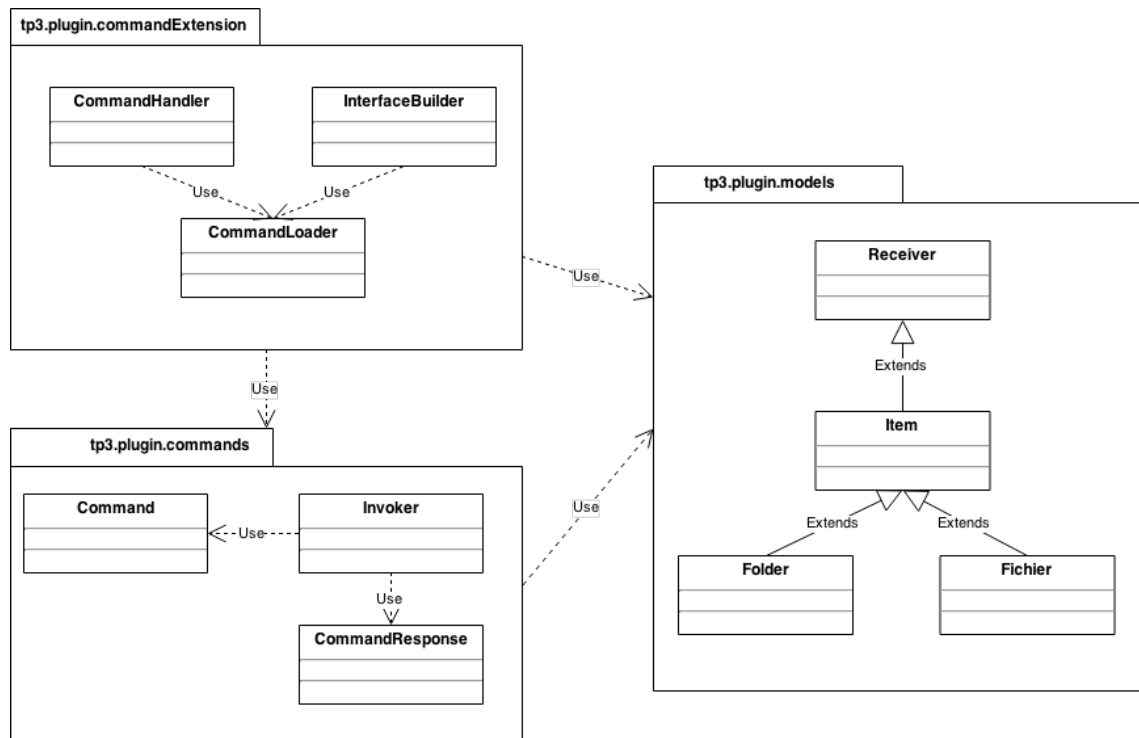 tp3.plugin.commandExtension
CommandHandler
InterfaceBuilder
Use
Use
CommandLoader
Use
Use
tp3.plugin.commands
Command
Invoker
Use
Use
CommandResponse
Use
tp3.plugin.models
Receiver
Extends
Item
Extends
Extends
Folder
Fichier